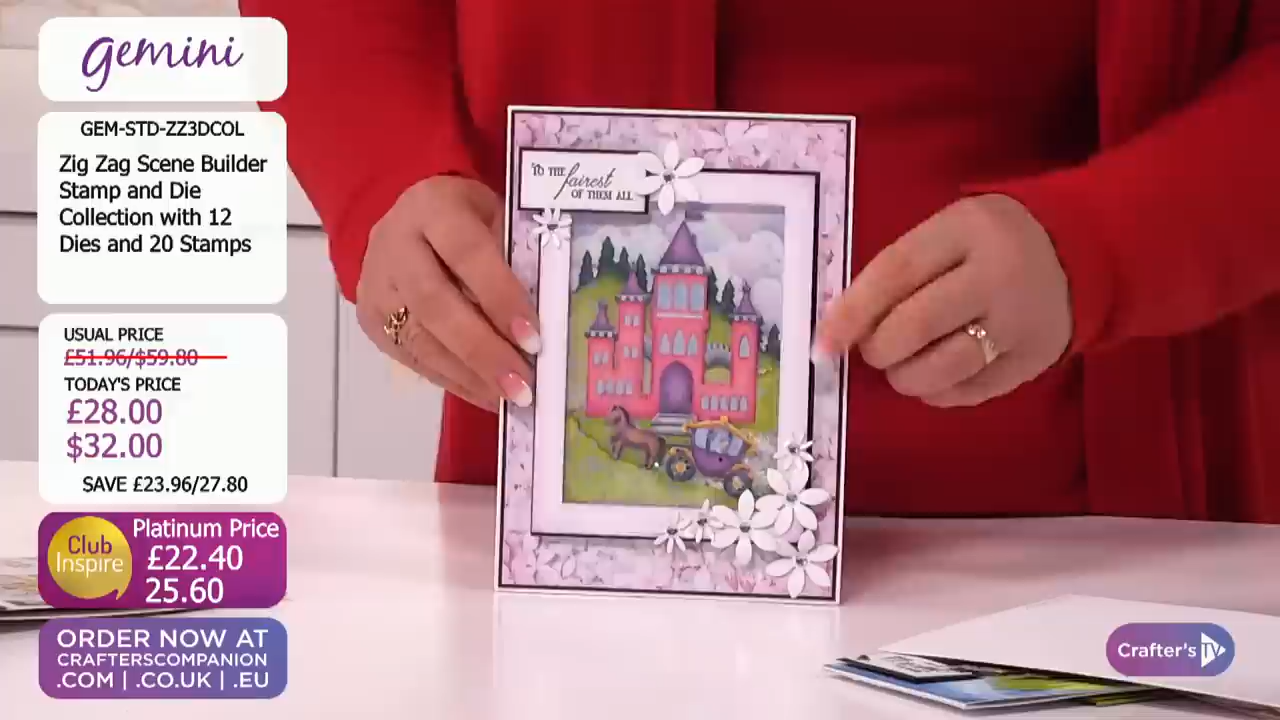 gemini
GEM-STD-ZZ3DCOL
Zig Zag Scene Builder
Stamp and Die
Collection with 12
Dies and 20 Stamps
USUAL PRICE
£51.96/$59.80
TODAY'S PRICE
£28.00
$32.00
SAVE £23.96/27.80
Club
Inspire
Platinum Price
£22.40
25.60
ORDER NOW AT
CRAFTERSCOMPANION
.COM | .CO.UK | .EU
TO THE
fairest
OF THEM ALL
Crafter's TV